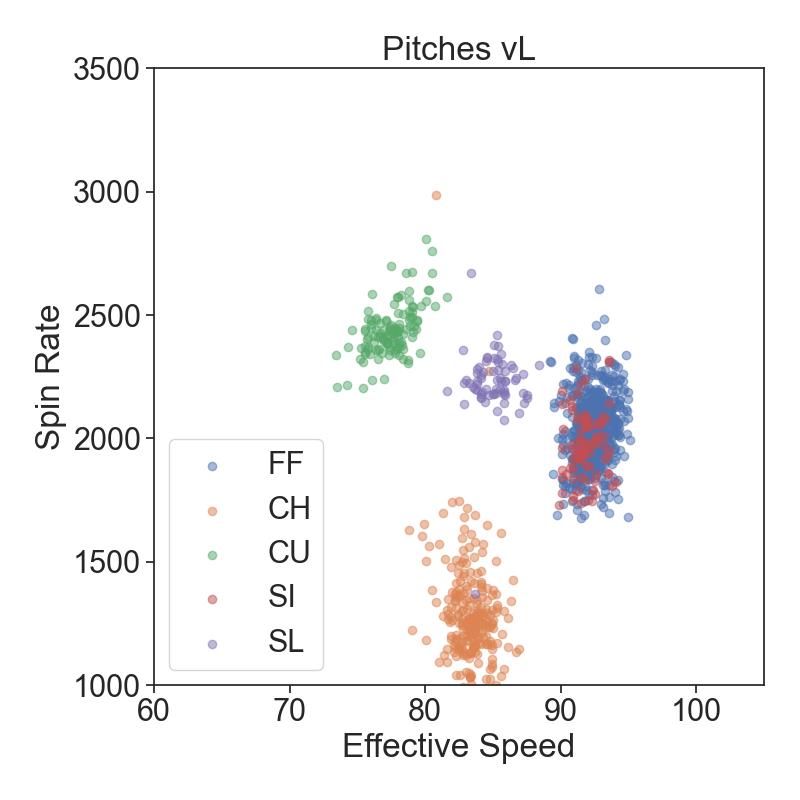 Pitches vL
3500
3000
2500
2000
1500
1000
Spin Rate
FF
CH
CU
SI
SL
60 70 80 90 100
Effective Speed